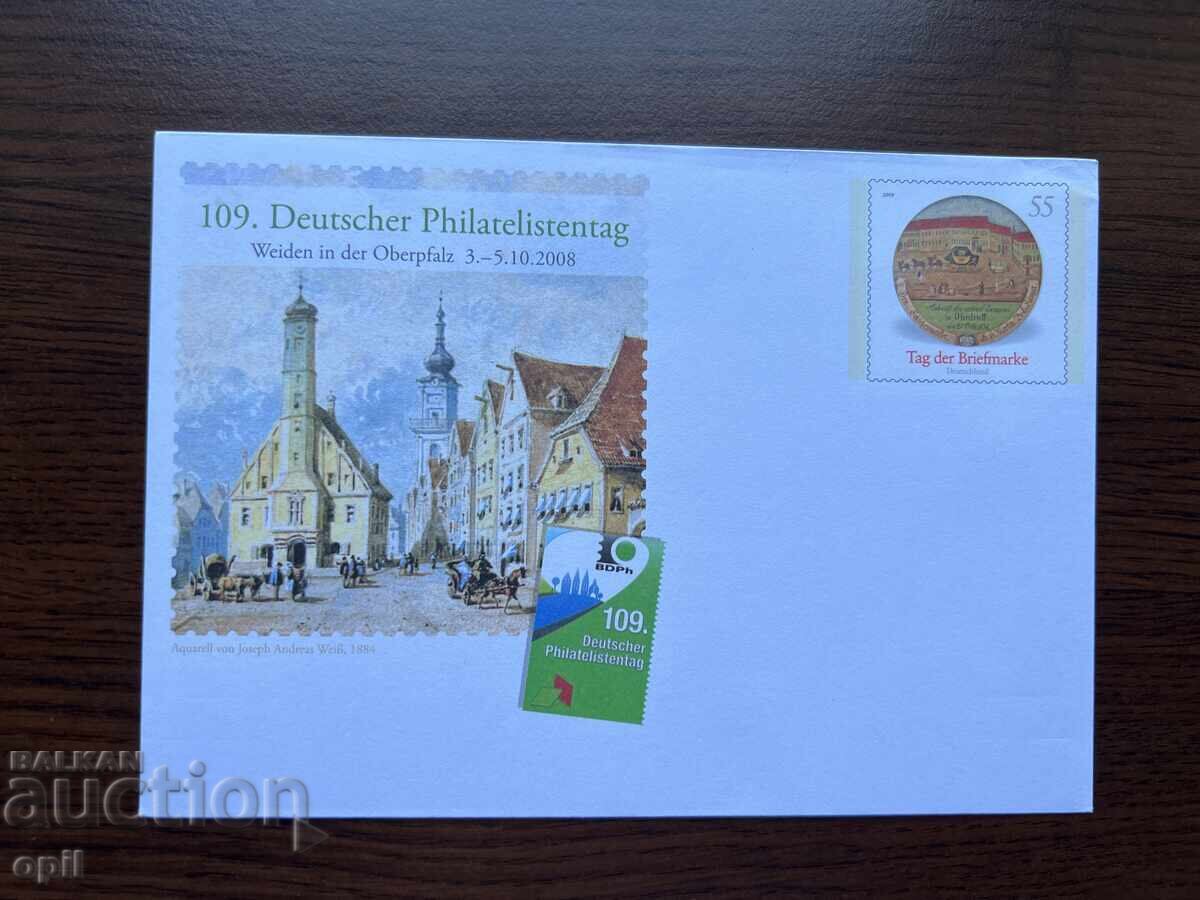 109. Deutscher Philatelistentag
Weiden in der Oberpfalz 3.–5.10.2008
Aquarell von Joseph Andreas Weiß, 1884
BDPh
109.
Deutscher
Philatelistentag
55
Ohrdruff
Tag der Briefmarke
Deutschland
BALKAN
auction
opil